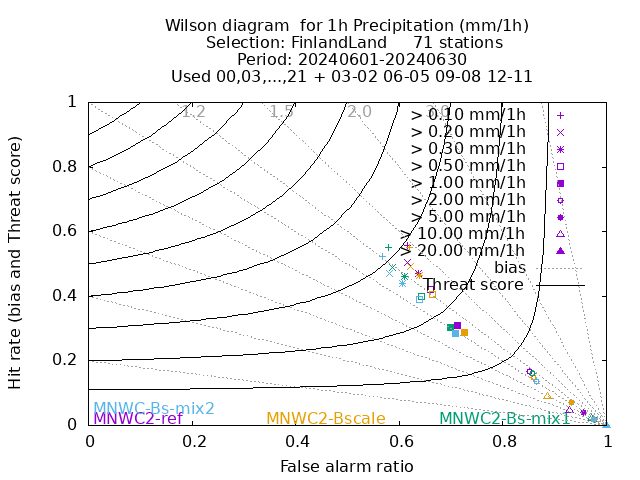 Wilson diagram for 1h Precipitation (mm/1h)
Selection: FinlandLand 71 stations
Period: 20240601-20240630
Used 00,03,...,21 + 03-02 06-05 09-08 12-11
Hit rate (bias and Threat score)
1
0.8
0.6
0.4
0.2
0
1.2 1.5 2.0 3.0
> 0.10 mm/1h
> 0.20 mm/1h
> 0.30 mm/1h
> 0.50 mm/1h
> 1.00 mm/1h
> 2.00 mm/1h
> 5.00 mm/1h
> 10.00 mm/1h
> 20.00 mm/1h
bias
Threat score
MNWC-Bs-mix2
MNWC2-ref MNWC2-Bscale MNWC2-Bs-mix1
0 0.2 0.4 0.6 0.8 1
False alarm ratio